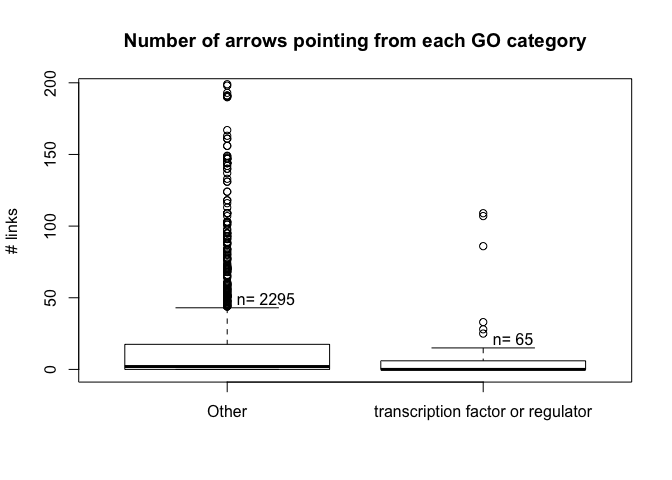 Number of arrows pointing from each GO category
# links
200
150
100
50
0
n= 2295
n= 65
Other
transcription factor or regulator